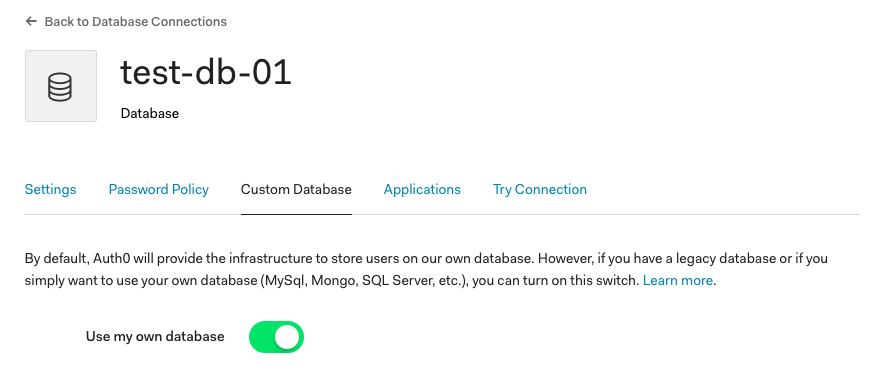 Back to Database Connections
test-db-01
Database
Settings Password Policy Custom Database Applications Try Connection
By default, Auth0 will provide the infrastructure to store users on our own database. However, if you have a legacy database or if you
simply want to use your own database (MySql, Mongo, SQL Server, etc.), you can turn on this switch. Learn more.
Use my own database